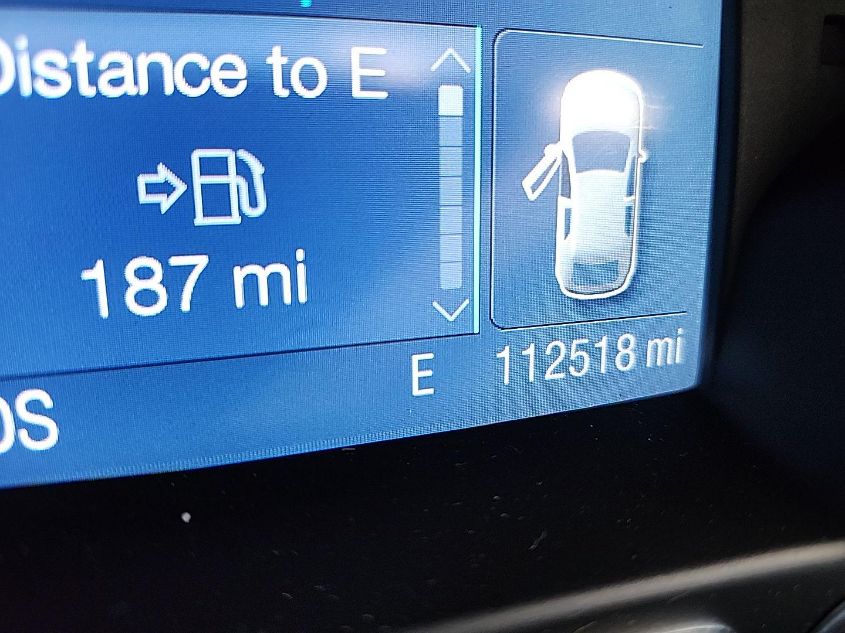 Distance to E
187 mi
E
112518 mi